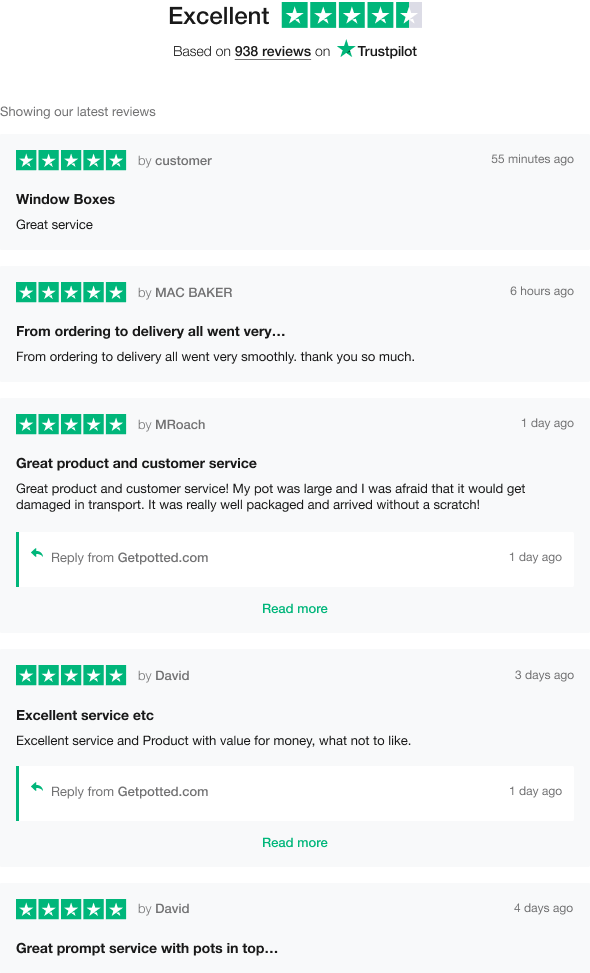 Excellent
Based on 938 reviews on Trustpilot
Showing our latest reviews
by customer
55 minutes ago
Window Boxes
Great service
by MAC BAKER
6 hours ago
From ordering to delivery all went very...
From ordering to delivery all went very smoothly. thank you so much.
by MRoach
1 day ago
Great product and customer service
Great product and customer service! My pot was large and I was afraid that it would get
damaged in transport. It was really well packaged and arrived without a scratch!
Reply from Getpotted.com
1 day ago
Read more
by David
3 days ago
Excellent service etc
Excellent service and Product with value for money, what not to like.
Reply from Getpotted.com
1 day ago
Read more
by David
4 days ago
Great prompt service with pots in top...